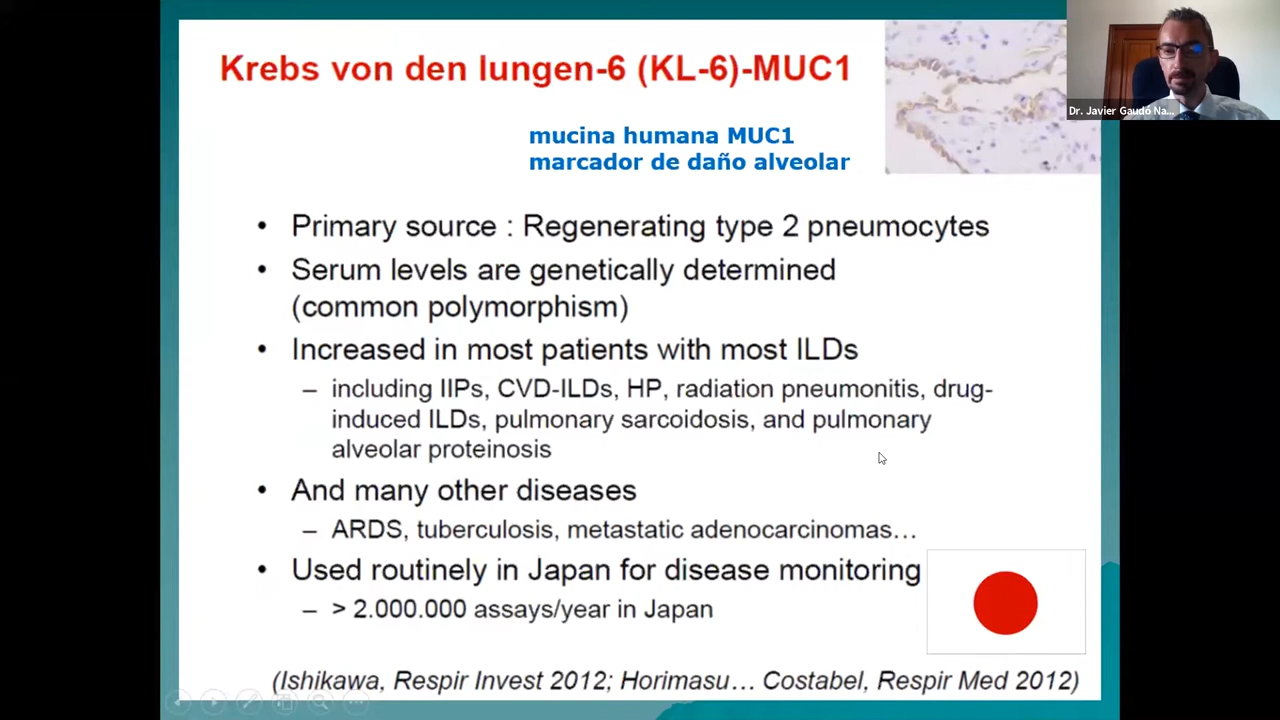 Krebs von den lungen-6 (KL-6)-MUC1
Dr. Javier Gaudó Na...
mucina humana MUC1
marcador de daño alveolar
• Primary source : Regenerating type 2 pneumocytes
• Serum levels are genetically determined
(common polymorphism)
• Increased in most patients with most ILDs
– including IIPs, CVD-ILDs, HP, radiation pneumonitis, drug-
induced ILDs, pulmonary sarcoidosis, and pulmonary
alveolar proteinosis
• And many other diseases
– ARDS, tuberculosis, metastatic adenocarcinomas…
• Used routinely in Japan for disease monitoring
– > 2.000.000 assays/year in Japan
(Ishikawa, Respir Invest 2012; Horimasu… Costabel, Respir Med 2012)